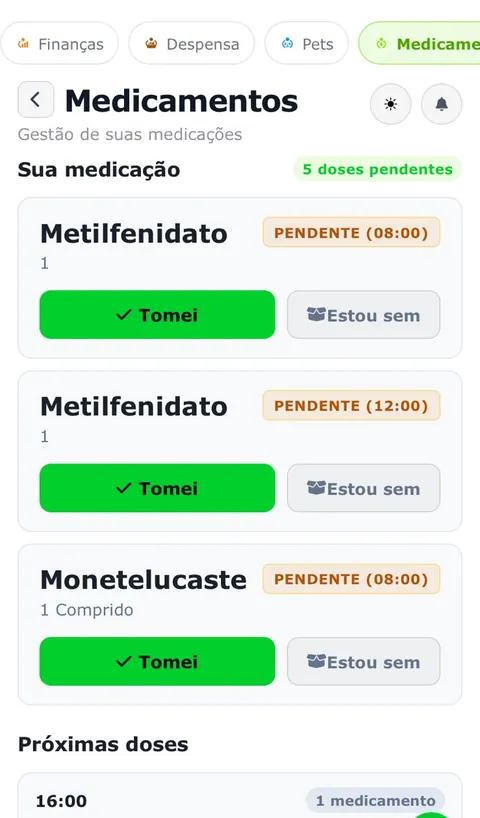 Finanças
Despensa
Pets
Medicame
Medicamentos
Gestão de suas medicações
Sua medicação
5 doses pendentes
Metilfenidato
PENDENTE (08:00)
1
Tomei
Estou sem
Metilfenidato
PENDENTE (12:00)
1
Tomei
Estou sem
Monetelucaste
PENDENTE (08:00)
1 Comprido
Tomei
Estou sem
Próximas doses
16:00
1 medicamento